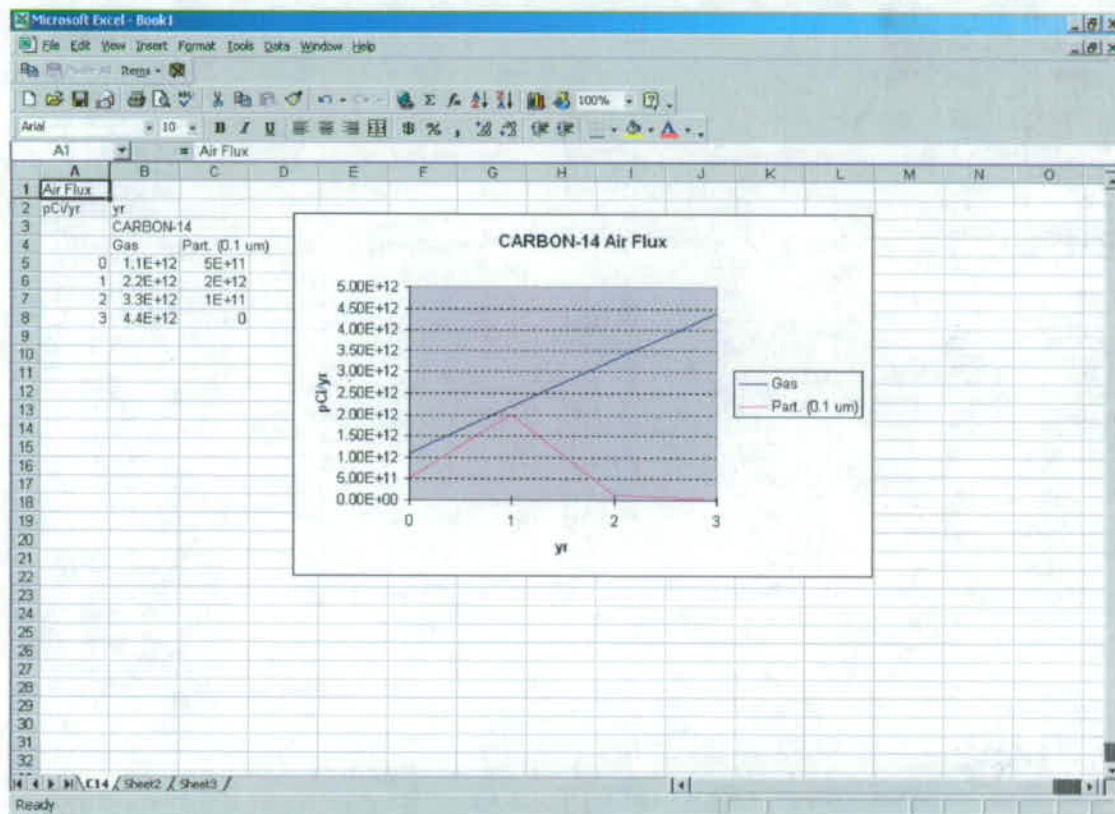 Microsoft Excel - Book1
File Edit View Insert Format Tools Data Window Help
Paste All Items
100%
Arial 10 B I U $ % ,
A1 = Air Flux
A B C D E F G H I J K L M N O
1 Air Flux
2 pCi/yr yr
3 CARBON-14
4 Gas Part. (0.1 um)
5 0 1.1E+12 5E+11
6 1 2.2E+12 2E+12
7 2 3.3E+12 1E+11
8 3 4.4E+12 0
9
10
11
12
13
14
15
16
17
18
19
20
21
22
23
24
25
26
27
28
29
30
31
32
CARBON-14 Air Flux
5.00E+12
4.50E+12
4.00E+12
3.50E+12
3.00E+12
2.50E+12
2.00E+12
1.50E+12
1.00E+12
5.00E+11
0.00E+00
pCi/yr
0 1 2 3
yr
Gas
Part. (0.1 um)
C14 Sheet2 Sheet3
Ready